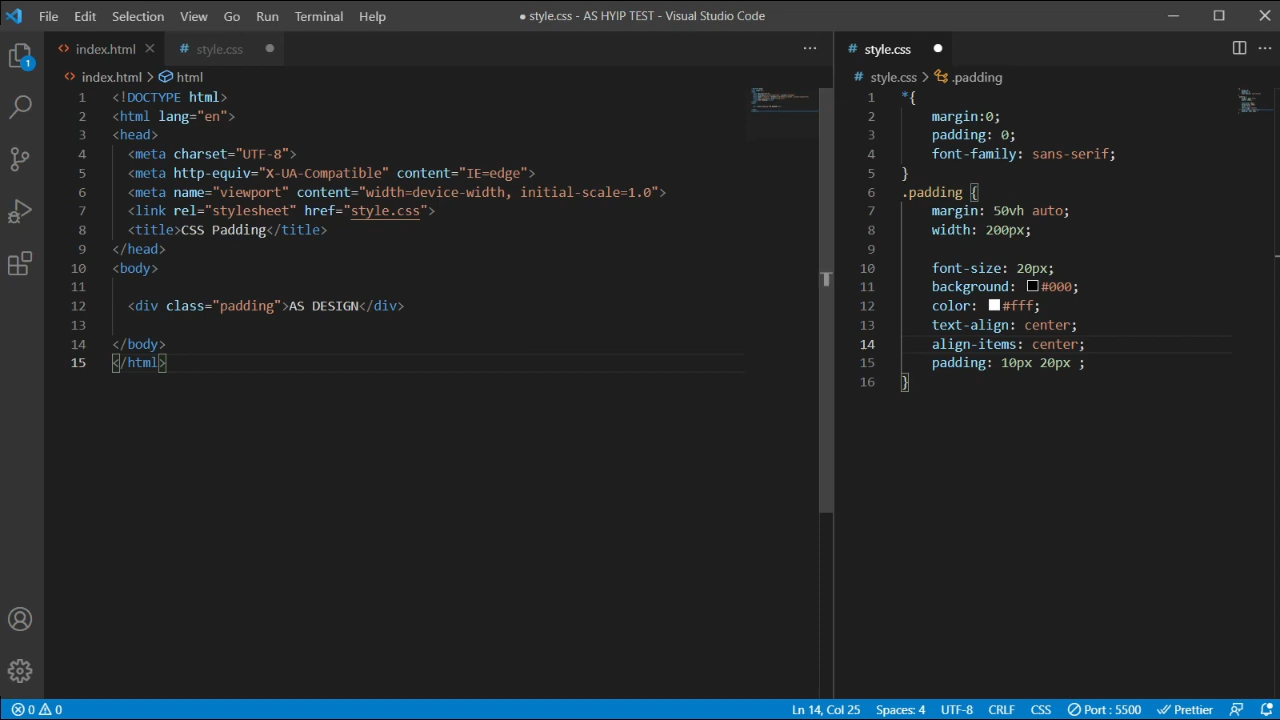 File Edit Selection View Go Run Terminal Help ● style.css - AS HYIP TEST - Visual Studio Code
index.html
# style.css
# style.css
index.html > html
# style.css > .padding
1 <!DOCTYPE html>
2 <html lang="en">
3 <head>
4 <meta charset="UTF-8">
5 <meta http-equiv="X-UA-Compatible" content="IE=edge">
6 <meta name="viewport" content="width=device-width, initial-scale=1.0">
7 <link rel="stylesheet" href="style.css">
8 <title>CSS Padding</title>
9 </head>
10 <body>
11
12 <div class="padding">AS DESIGN</div>
13
14 </body>
15 </html>
1 *{
2 margin:0;
3 padding: 0;
4 font-family: sans-serif;
5 }
6 .padding {
7 margin: 50vh auto;
8 width: 200px;
9
10 font-size: 20px;
11 background: #000;
12 color: #fff;
13 text-align: center;
14 align-items: center;
15 padding: 10px 20px ;
16 }
1
0 0 Ln 14, Col 25 Spaces: 4 UTF-8 CRLF CSS Port : 5500 Prettier